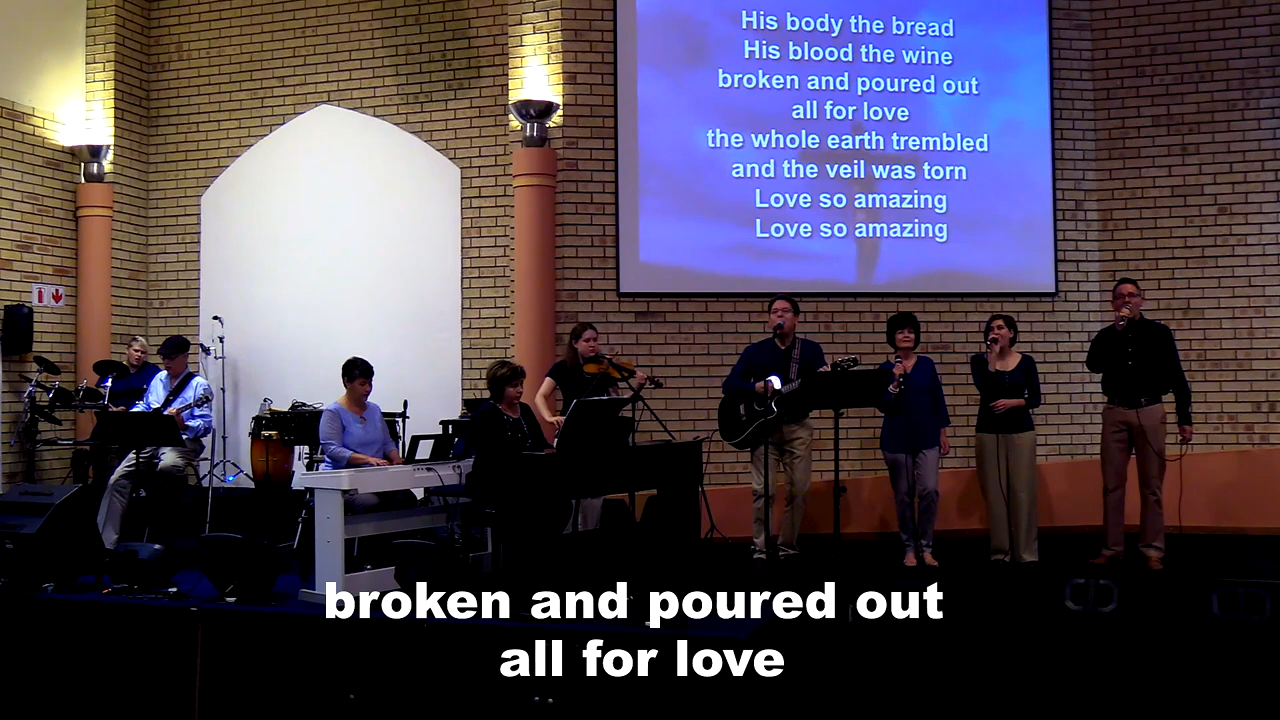 His body the bread
His blood the wine
broken and poured out
all for love
the whole earth trembled
and the veil was torn
Love so amazing
Love so amazing
broken and poured out
all for love